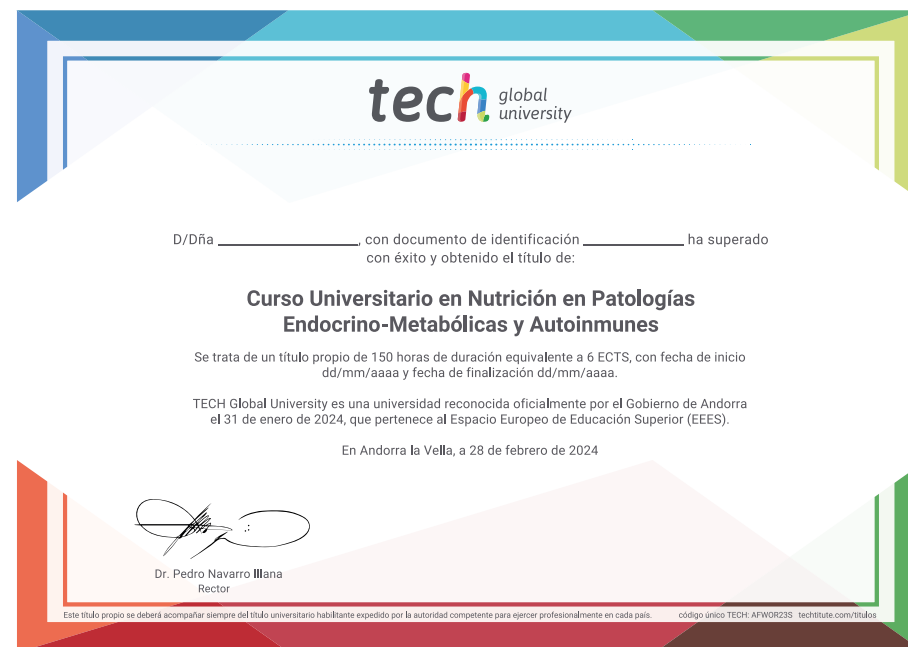 tech global university
D/Dña ____________________, con documento de identificación ______________ ha superado
con éxito y obtenido el título de:
Curso Universitario en Nutrición en Patologías
Endocrino-Metabólicas y Autoinmunes
Se trata de un título propio de 150 horas de duración equivalente a 6 ECTS, con fecha de inicio
dd/mm/aaaa y fecha de finalización dd/mm/aaaa.
TECH Global University es una universidad reconocida oficialmente por el Gobierno de Andorra
el 31 de enero de 2024, que pertenece al Espacio Europeo de Educación Superior (EEES).
En Andorra la Vella, a 28 de febrero de 2024
Dr. Pedro Navarro Illana
Rector
Este título propio se deberá acompañar siempre del título universitario habilitante expedido por la autoridad competente para ejercer profesionalmente en cada país. código único TECH: AFWOR23S techtitute.com/titulos